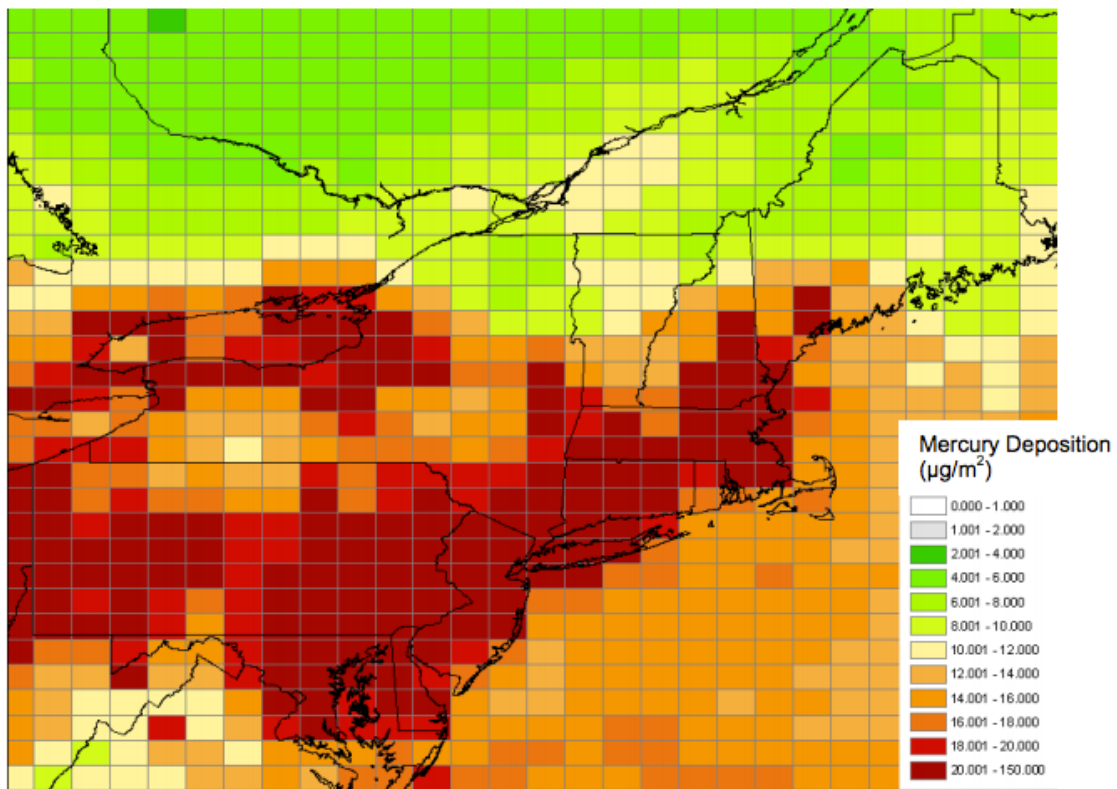 Mercury Deposition
(µg/m²)
0.000 - 1.000
1.001 - 2.000
2.001 - 4.000
4.001 - 6.000
6.001 - 8.000
8.001 - 10.000
10.001 - 12.000
12.001 - 14.000
14.001 - 16.000
16.001 - 18.000
18.001 - 20.000
20.001 - 150.000